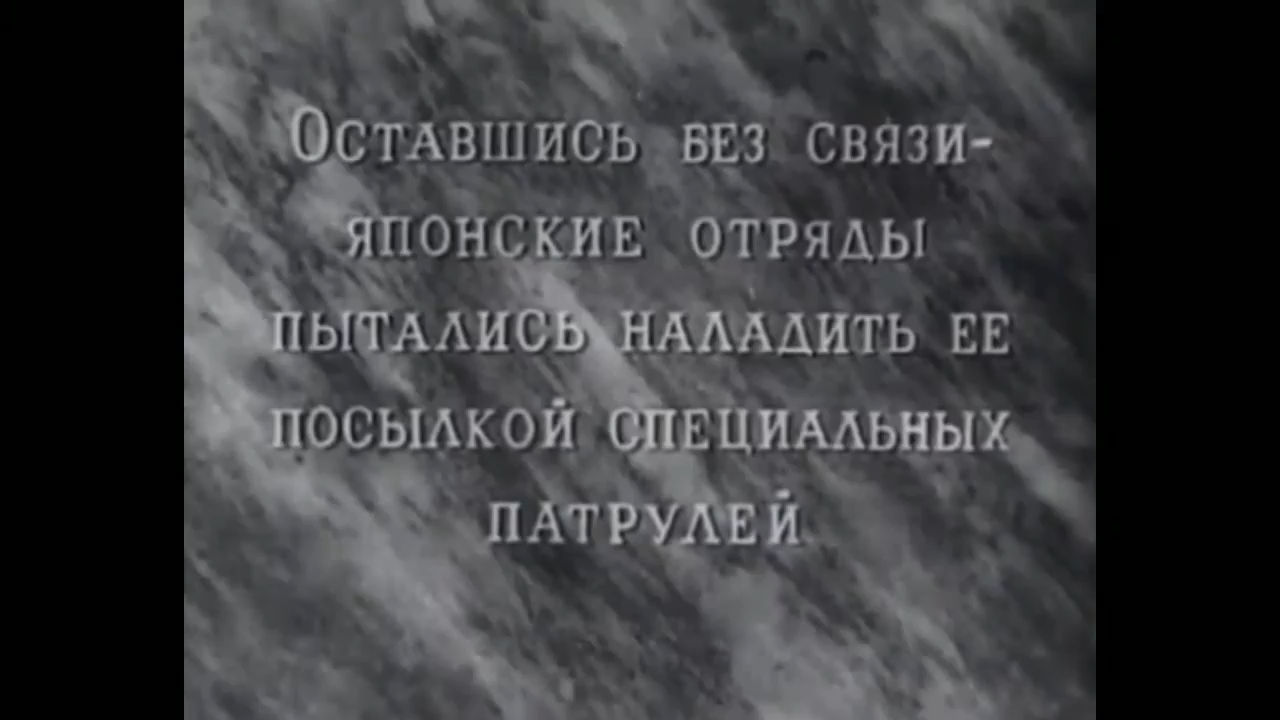 Оставшись без связи-
японские отряды
пытались наладить ее
посылкой специальных
патрулей